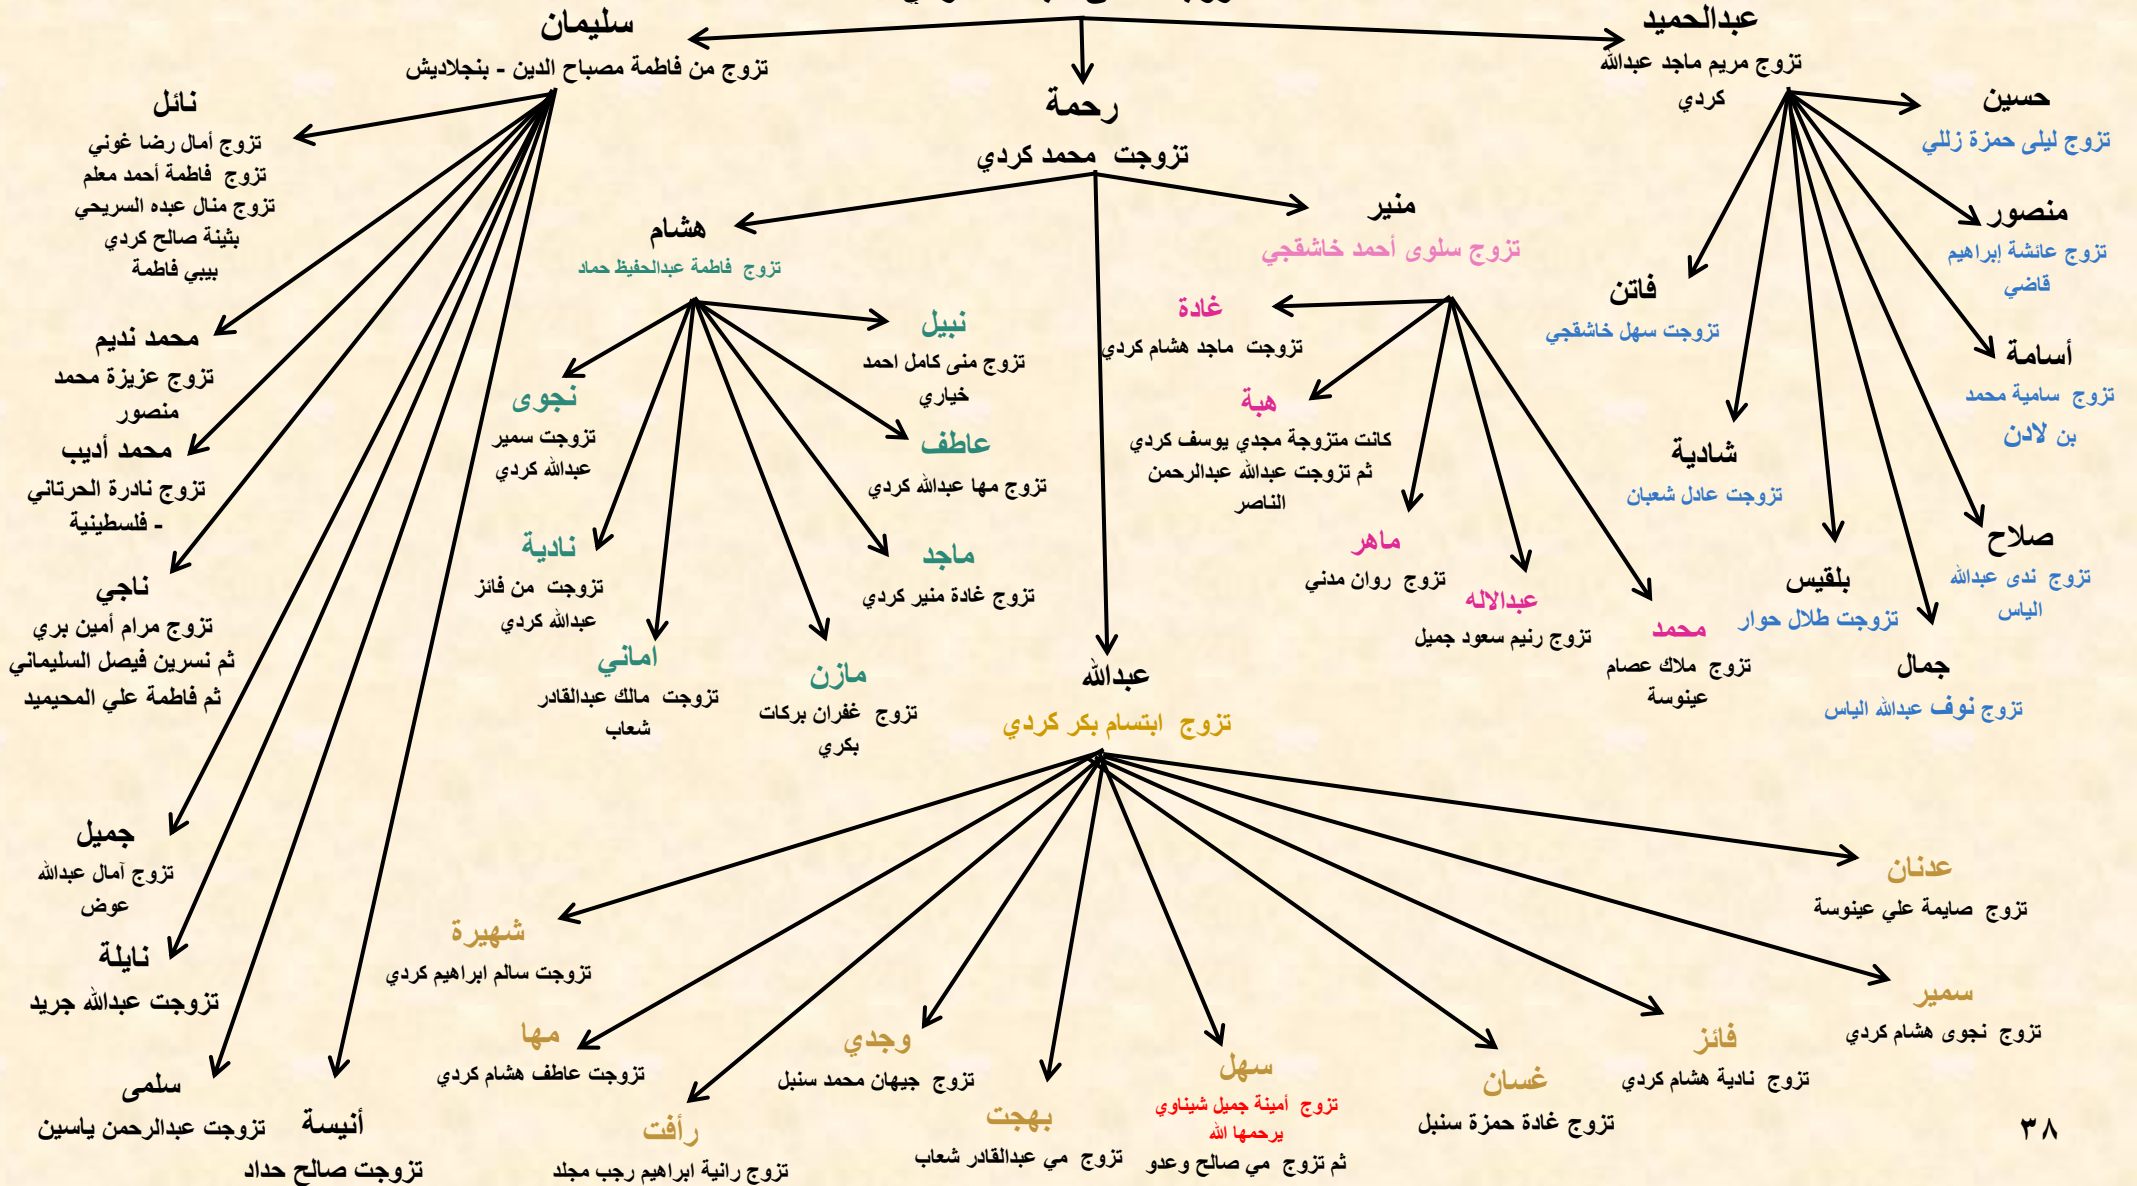 عبدالحميد
تزوج مريم ماجد عبدالله
كردي
سليمان
تزوج من فاطمة مصباح الدين - بنجلاديش
رحمة
تزوجت محمد كردي
حسين
تزوج ليلى حمزة زللي
منصور
تزوج عائشة إبراهيم
قاضي
أسامة
تزوج سامية محمد
بن لادن
صلاح
تزوج ندى عبدالله
الياس
جمال
تزوج نوف عبدالله الياس
بلقيس
تزوجت طلال حوار
شادية
تزوجت عادل شعبان
فاتن
تزوجت سهل خاشقجي
منير
تزوج سلوى أحمد خاشقجي
غادة
تزوجت ماجد هشام كردي
هبة
كانت متزوجة مجدي يوسف كردي
ثم تزوجت عبدالله عبدالرحمن
الناصر
ماهر
تزوج روان مدني
عبدالاله
تزوج رنيم سعود جميل
محمد
تزوج ملاك عصام
عينوسة
هشام
تزوج فاطمة عبدالحفيظ حماد
نبيل
تزوج منى كامل احمد
خياري
عاطف
تزوج مها عبدالله كردي
ماجد
تزوج غادة منير كردي
مازن
تزوج غفران بركات
بكري
اماني
تزوجت مالك عبدالقادر
شعاب
نادية
تزوجت من فائز
عبدالله كردي
نجوى
تزوجت سمير
عبدالله كردي
نائل
تزوج أمال رضا غوني
تزوج فاطمة أحمد معلم
تزوج منال عبده السريحي
بثينة صالح كردي
بيبي فاطمة
محمد نديم
تزوج عزيزة محمد
منصور
محمد أديب
تزوج نادرة الحرتاني
- فلسطينية
ناجي
تزوج مرام أمين بري
ثم نسرين فيصل السليماني
ثم فاطمة علي المحيميد
جميل
تزوج آمال عبدالله
عوض
نايلة
تزوجت عبدالله جريد
سلمى
تزوجت عبدالرحمن ياسين
أنيسة
تزوجت صالح حداد
عبدالله
تزوج ابتسام بكر كردي
عدنان
تزوج صايمة علي عينوسة
سمير
تزوج نجوى هشام كردي
فائز
تزوج نادية هشام كردي
غسان
تزوج غادة حمزة سنبل
سهل
تزوج أمينة جميل شيناوي
يرحمها الله
ثم تزوج مي صالح وعدو
بهجت
تزوج مي عبدالقادر شعاب
وجدي
تزوج جيهان محمد سنبل
رأفت
تزوج رانية ابراهيم رجب مجلد
مها
تزوجت عاطف هشام كردي
شهيرة
تزوجت سالم ابراهيم كردي
٣٨